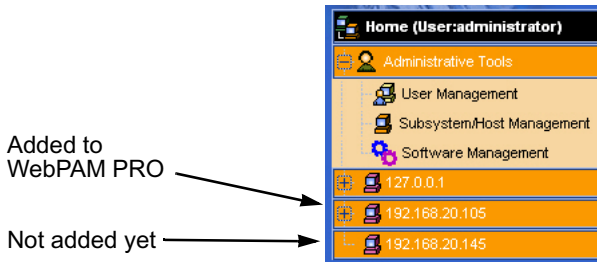 Home (User:administrator)
Administrative Tools
User Management
Subsystem/Host Management
Software Management
127.0.0.1
192.168.20.105
192.168.20.145
Added to
WebPAM PRO
Not added yet